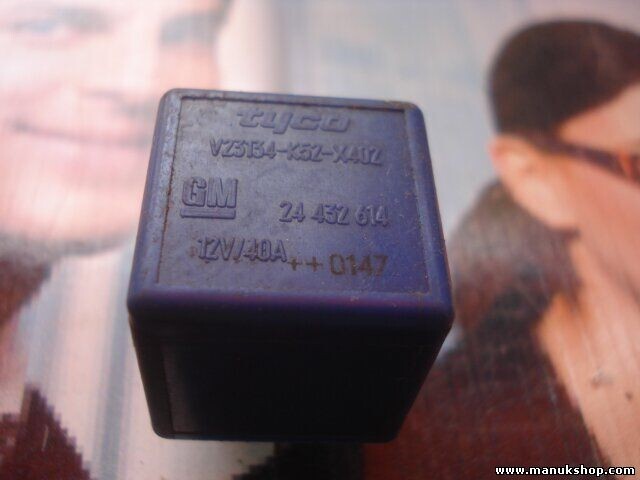 tyco
V23134-K52-X402
GM 24 432 614
12V/40A ++0147
www.manukshop.com